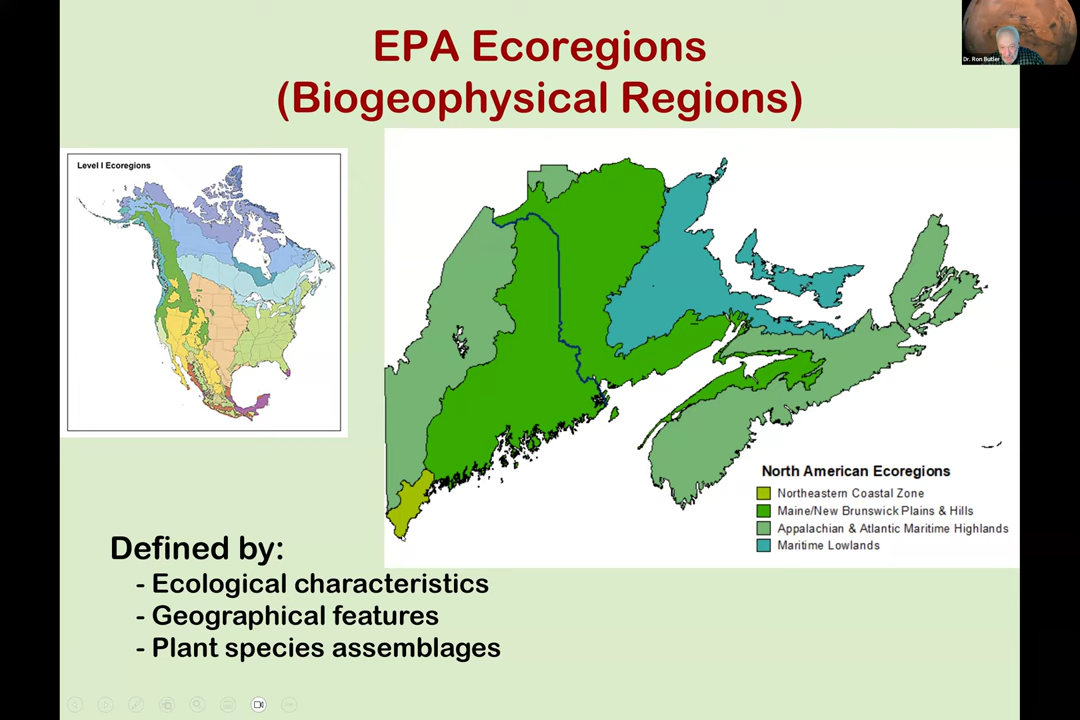 EPA Ecoregions
(Biogeophysical Regions)
Dr. Ron Butler
Level I Ecoregions
North American Ecoregions
Northeastern Coastal Zone
Maine/New Brunswick Plains & Hills
Appalachian & Atlantic Maritime Highlands
Maritime Lowlands
Defined by:
- Ecological characteristics
- Geographical features
- Plant species assemblages